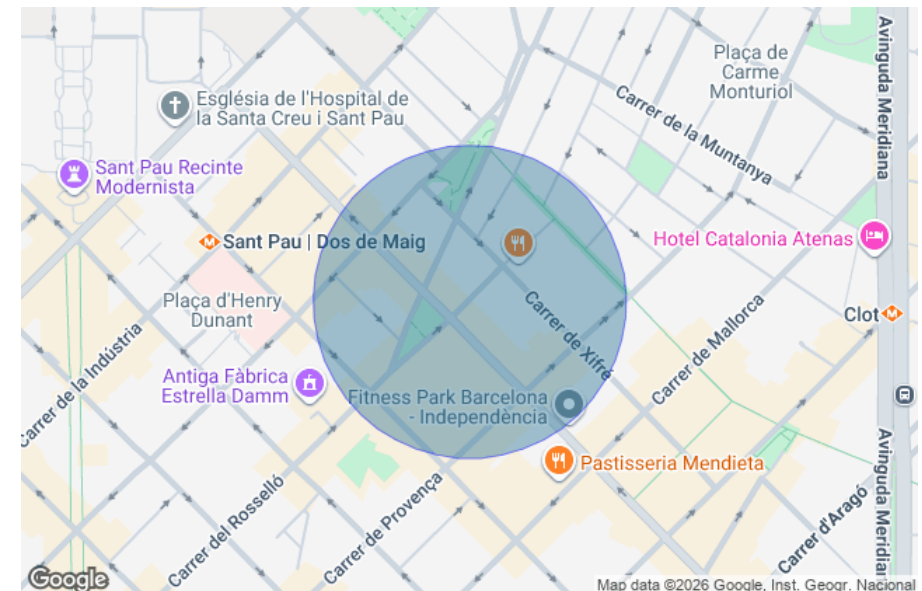 Plaça de
Carme
Monturiol
Avinguda Meridiana
Església de l'Hospital de
la Santa Creu i Sant Pau
Carrer de la Muntanya
Sant Pau Recinte
Modernista
Sant Pau | Dos de Maig
Hotel Catalonia Atenas
Plaça d'Henry
Dunant
Carrer de Xifré
Carrer de Mallorca
Clot
Carrer de la Indústria
Antiga Fàbrica
Estrella Damm
Fitness Park Barcelona
- Independència
Pastisseria Mendieta
Avinguda Meridiana
Carrer del Rosselló
Carrer de Provença
Carrer d'Aragó
Google
Map data ©2026 Google, Inst. Geogr. Nacional